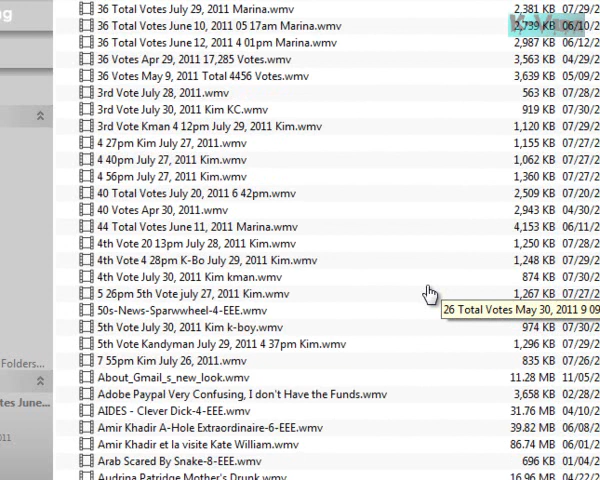 g
36 Total Votes July 29, 2011 Marina.wmv 2,381 KB 07/29/2
36 Total Votes June 10, 2011 05 17am Marina.wmv 2,739 KB 06/10/
36 Total Votes June 12, 2011 4 01pm Marina.wmv 2,987 KB 06/12/
36 Votes Apr 29, 2011 17,285 Votes.wmv 3,563 KB 04/29/2
36 Votes May 9, 2011 Total 4456 Votes.wmv 3,639 KB 05/09/2
3rd Vote July 28, 2011.wmv 563 KB 07/28/2
3rd Vote July 30, 2011 Kim KC.wmv 919 KB 07/30/2
3rd Vote Kman 4 12pm July 29, 2011 Kim.wmv 1,120 KB 07/29/2
4 27pm Kim July 27, 2011.wmv 1,155 KB 07/27/2
4 40pm July 27, 2011 Kim.wmv 1,062 KB 07/27/2
4 56pm July 27, 2011 Kim.wmv 1,360 KB 07/27/2
40 Total Votes July 20, 2011 6 42pm.wmv 2,509 KB 07/20/2
40 Votes Apr 30, 2011.wmv 2,943 KB 04/30/2
44 Total Votes June 11, 2011 Marina.wmv 4,153 KB 06/11/2
4th Vote 20 13pm July 28, 2011 Kim.wmv 1,250 KB 07/28/2
4th Vote 4 28pm K-Bo July 29, 2011 Kim.wmv 1,248 KB 07/29/2
4th Vote July 30, 2011 Kim kman.wmv 874 KB 07/30/2
5 26pm 5th Vote july 27, 2011 Kim.wmv 1,267 KB 07/27/2
50s-News-Sparwwheel-4-EEE.wmv
26 Total Votes May 30, 2011 9 09
5th Vote July 30, 2011 Kim k-boy.wmv 974 KB 07/30/2
5th Vote Kandyman July 29, 2011 4 37pm Kim.wmv 1,296 KB 07/29/2
7 55pm Kim July 26, 2011.wmv 835 KB 07/26/2
Folders...
About_Gmail_s_new_look.wmv 11.28 MB 11/05/2
Adobe Paypal Very Confusing, I don't Have the Funds.wmv 3,658 KB 02/28/2
tes June...
AIDES - Clever Dick-4-EEE.wmv 31.76 MB 04/10/2
Amir Khadir A-Hole Extraordinaire-6-EEE.wmv 39.82 MB 06/08/2
011
Amir Khadir et la visite Kate William.wmv 86.74 MB 06/01/2
Arab Scared By Snake-8-EEE.wmv 696 KB 01/04/2
Audrina Patridge Mother's Drunk.wmv 16.96 MB 04/22/2